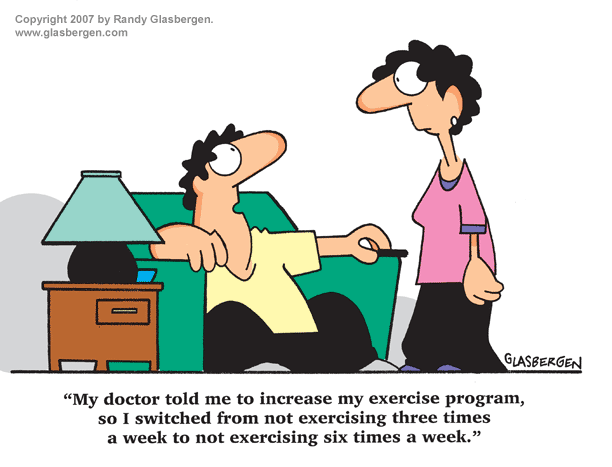 Copyright 2007 by Randy Glasbergen.
www.glasbergen.com
GLASBERGEN
“My doctor told me to increase my exercise program,
so I switched from not exercising three times
a week to not exercising six times a week.”